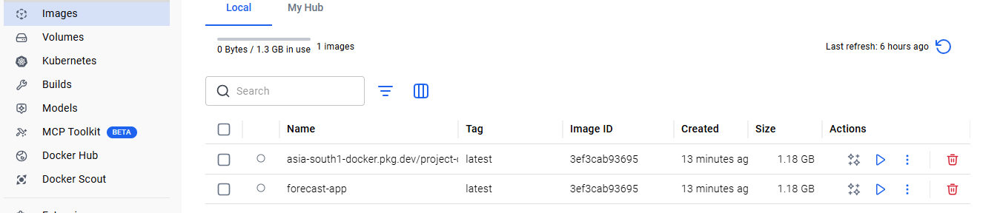 Images
Volumes
Kubernetes
Builds
Models
MCP Toolkit BETA
Docker Hub
Docker Scout
Local My Hub
0 Bytes / 1.3 GB in use 1 images
Last refresh: 6 hours ago
Search
Name Tag Image ID Created Size Actions
asia-south1-docker.pkg.dev/project- latest 3ef3cab93695 13 minutes ag 1.18 GB
forecast-app latest 3ef3cab93695 13 minutes ag 1.18 GB